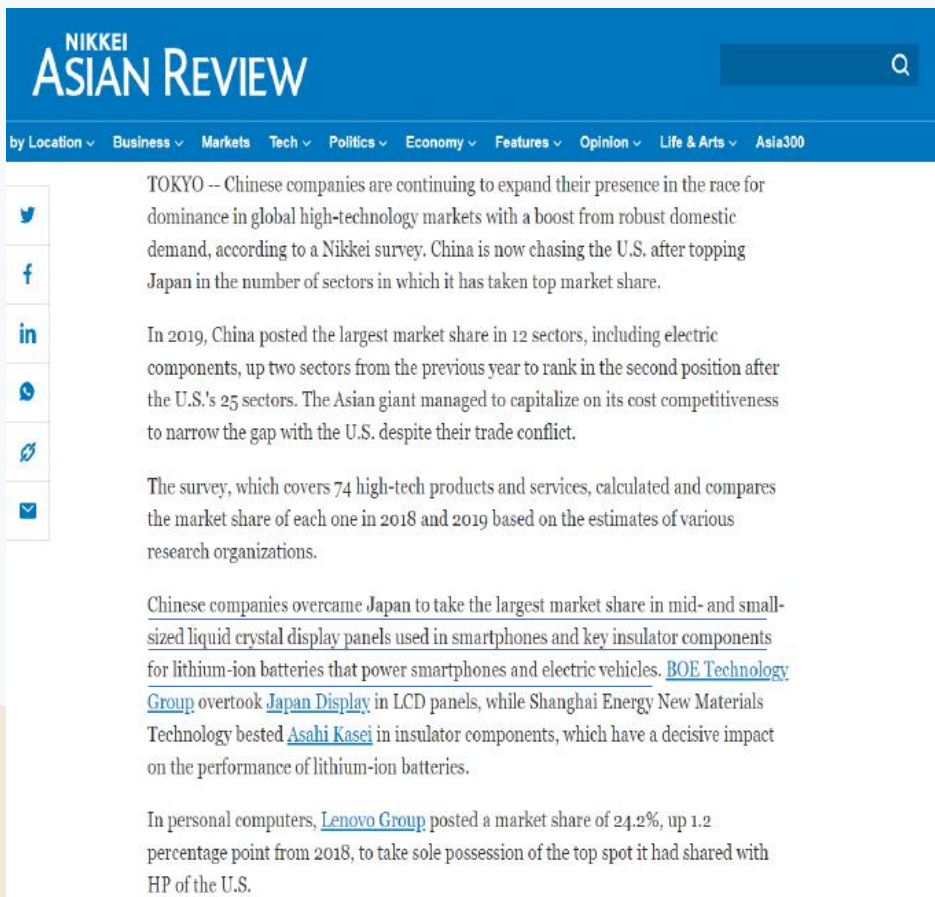 NIKKEI
ASIAN REVIEW
by Location Business Markets Tech Politics Economy Features Opinion Life & Arts Asia300
TOKYO -- Chinese companies are continuing to expand their presence in the race for
dominance in global high-technology markets with a boost from robust domestic
demand, according to a Nikkei survey. China is now chasing the U.S. after topping
Japan in the number of sectors in which it has taken top market share.
In 2019, China posted the largest market share in 12 sectors, including electric
components, up two sectors from the previous year to rank in the second position after
the U.S.'s 25 sectors. The Asian giant managed to capitalize on its cost competitiveness
to narrow the gap with the U.S. despite their trade conflict.
The survey, which covers 74 high-tech products and services, calculated and compares
the market share of each one in 2018 and 2019 based on the estimates of various
research organizations.
Chinese companies overcame Japan to take the largest market share in mid- and small-
sized liquid crystal display panels used in smartphones and key insulator components
for lithium-ion batteries that power smartphones and electric vehicles. BOE Technology
Group overtook Japan Display in LCD panels, while Shanghai Energy New Materials
Technology bested Asahi Kasei in insulator components, which have a decisive impact
on the performance of lithium-ion batteries.
In personal computers, Lenovo Group posted a market share of 24.2%, up 1.2
percentage point from 2018, to take sole possession of the top spot it had shared with
HP of the U.S.